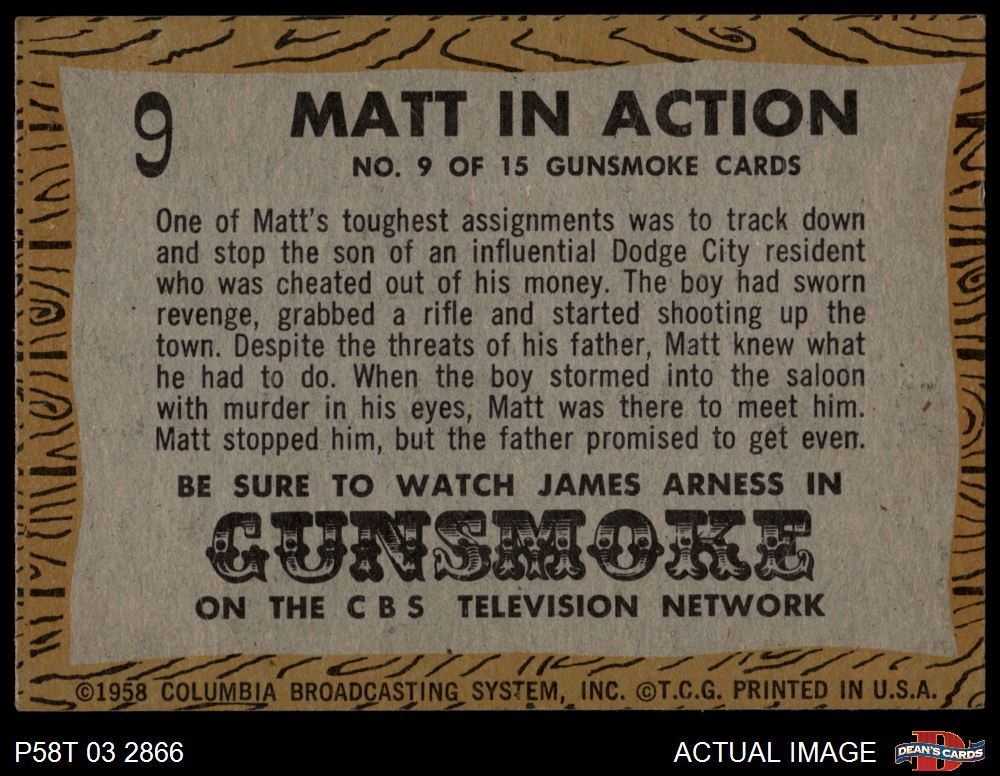 9
MATT IN ACTION
NO. 9 OF 15 GUNSMOKE CARDS
One of Matt's toughest assignments was to track down
and stop the son of an influential Dodge City resident
who was cheated out of his money. The boy had sworn
revenge, grabbed a rifle and started shooting up the
town. Despite the threats of his father, Matt knew what
he had to do. When the boy stormed into the saloon
with murder in his eyes, Matt was there to meet him.
Matt stopped him, but the father promised to get even.
BE SURE TO WATCH JAMES ARNESS IN
GUNSMOKE
ON THE CBS TELEVISION NETWORK
©1958 COLUMBIA BROADCASTING SYSTEM, INC. ©T.C.G. PRINTED IN U.S.A.
P58T 03 2866
ACTUAL IMAGE
DEAN'S CARDS